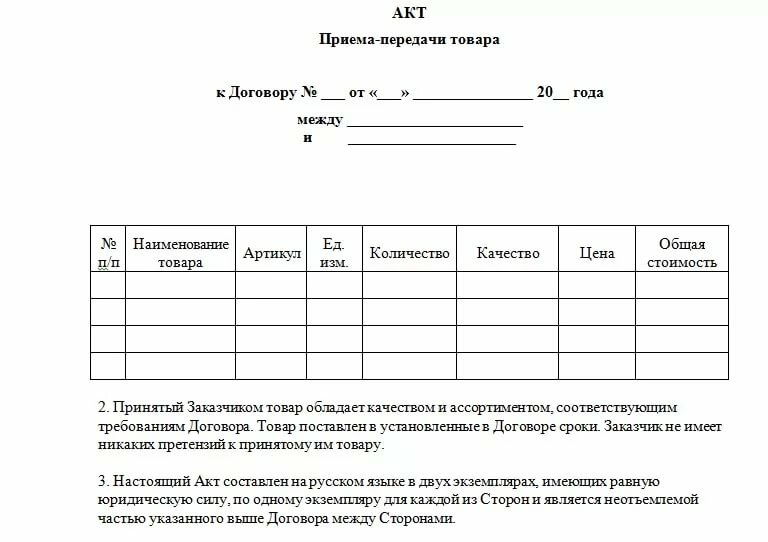 АКТ
Приема-передачи товара
к Договору № ___ от «___» _______________ 20__ года
между ______________________
и _____________________
№ п/п Наименование товара Артикул Ед. изм. Количество Качество Цена Общая стоимость
2. Принятый Заказчиком товар обладает качеством и ассортиментом, соответствующим
требованиям Договора. Товар поставлен в установленные в Договоре сроки. Заказчик не имеет
никаких претензий к принятому им товару.
3. Настоящий Акт составлен на русском языке в двух экземплярах, имеющих равную
юридическую силу, по одному экземпляру для каждой из Сторон и является неотъемлемой
частью указанного выше Договора между Сторонами.